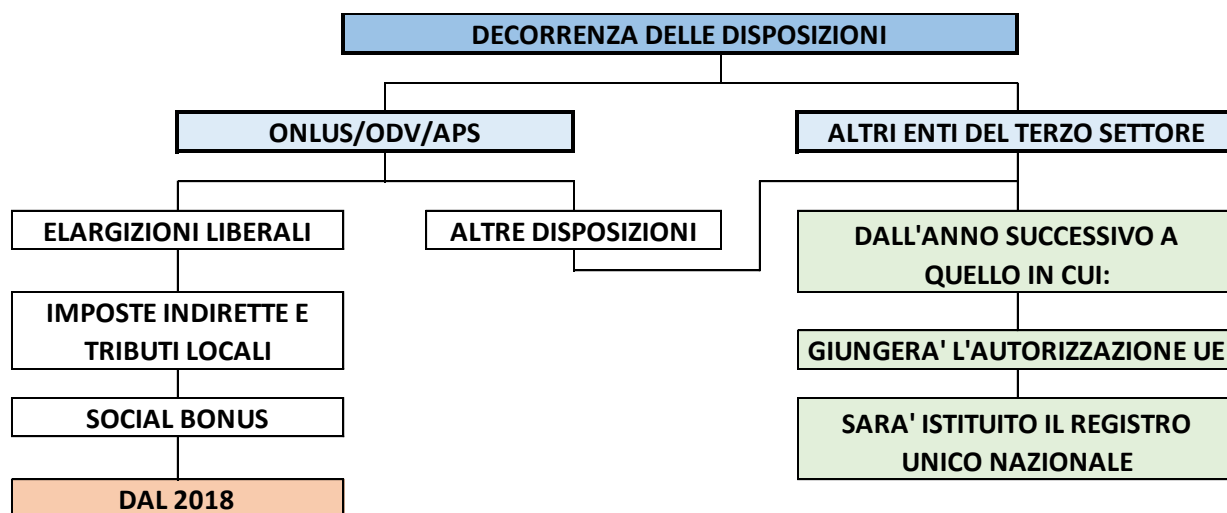 DECORRENZA DELLE DISPOSIZIONI
ONLUS/ODV/APS
ALTRI ENTI DEL TERZO SETTORE
ELARGIZIONI LIBERALI
ALTRE DISPOSIZIONI
DALL'ANNO SUCCESSIVO A
QUELLO IN CUI:
IMPOSTE INDIRETTE E
TRIBUTI LOCALI
GIUNGERA' L'AUTORIZZAZIONE UE
SOCIAL BONUS
SARA' ISTITUITO IL REGISTRO
UNICO NAZIONALE
DAL 2018